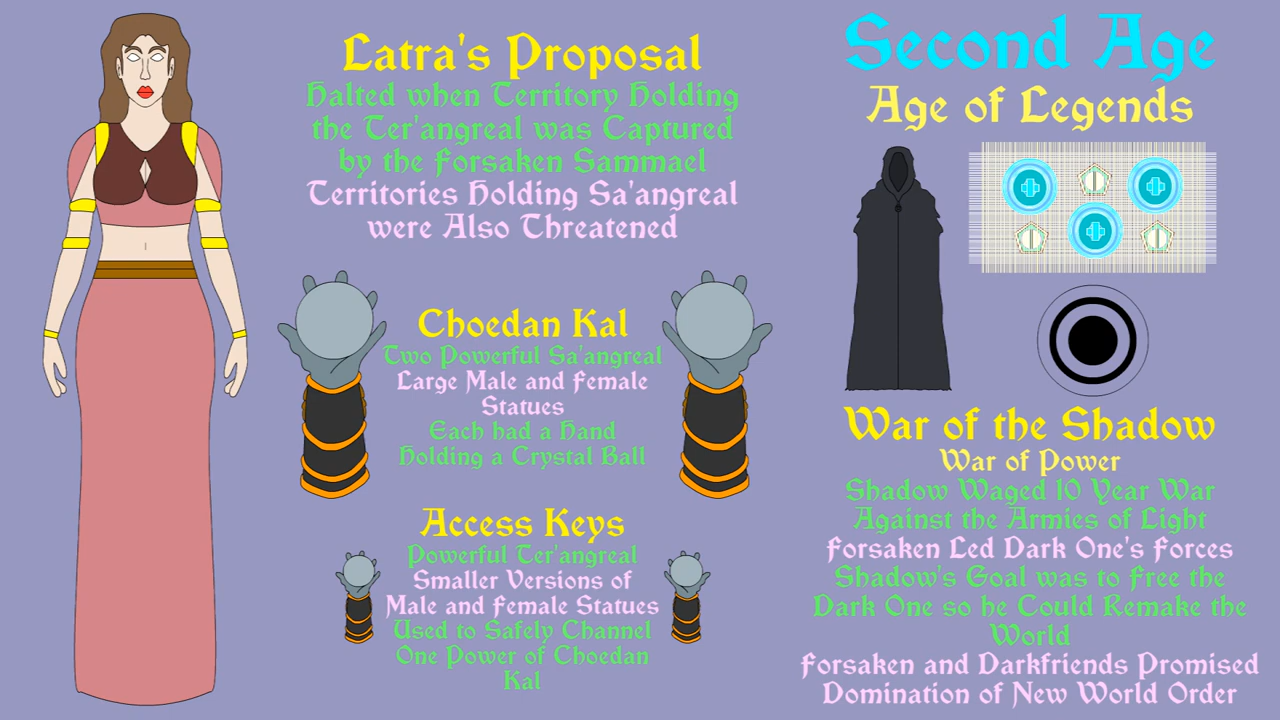 Latra's Proposal
Halted when Territory Holding
the Ter'angreal was Captured
by the Forsaken Sammael
Territories Holding Sa'angreal
were Also Threatened
Choedan Kal
Two Powerful Sa'angreal
Large Male and Female
Statues
Each had a Hand
Holding a Crystal Ball
Access Keys
Powerful Ter'angreal
Smaller Versions of
Male and Female Statues
Used to Safely Channel
One Power of Choedan
Kal
Second Age
Age of Legends
War of the Shadow
War of Power
Shadow Waged 10 Year War
Against the Armies of Light
Forsaken Led Dark One's Forces
Shadow's Goal was to Free the
Dark One so he Could Remake the
World
Forsaken and Darkfriends Promised
Domination of New World Order